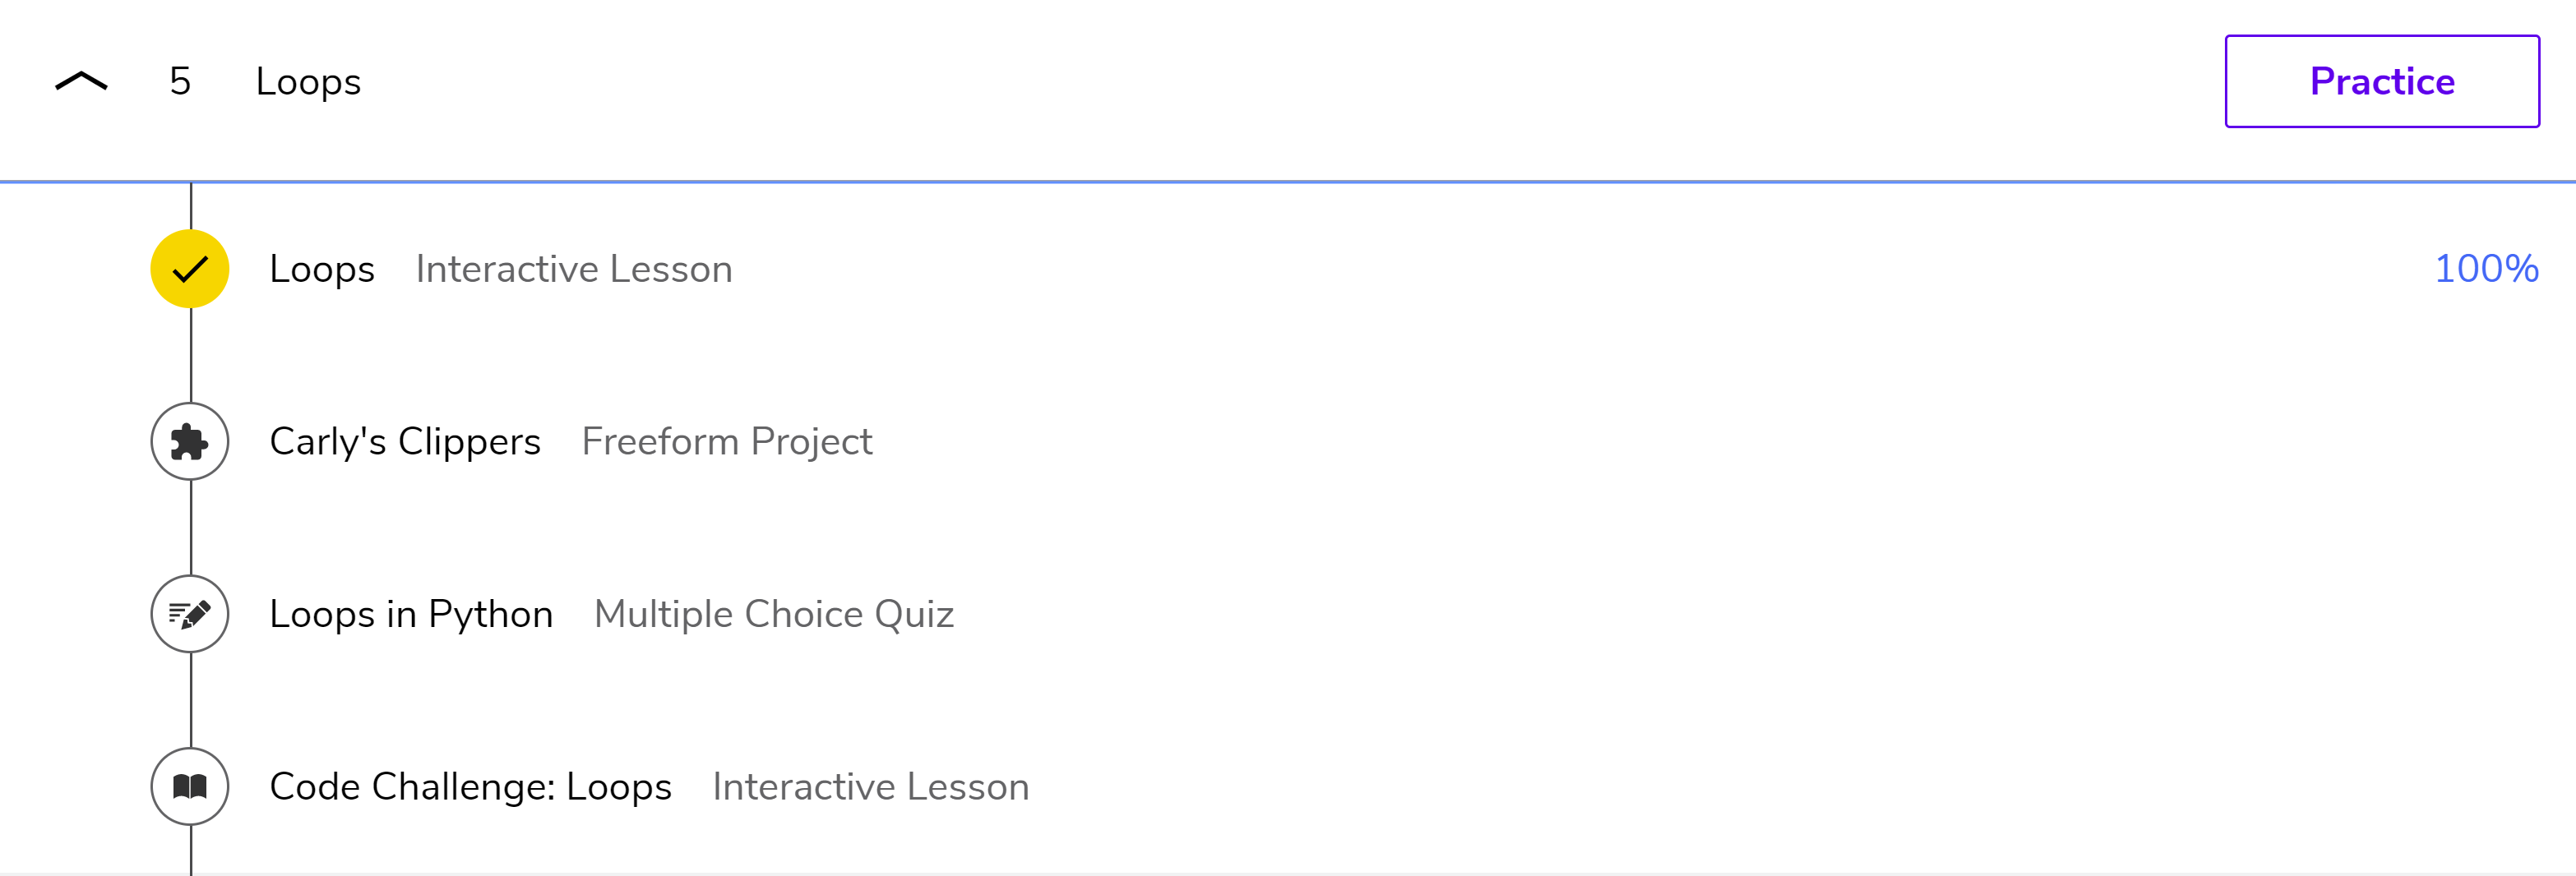 5 Loops Practice
Loops Interactive Lesson 100%
Carly's Clippers Freeform Project
Loops in Python Multiple Choice Quiz
Code Challenge: Loops Interactive Lesson